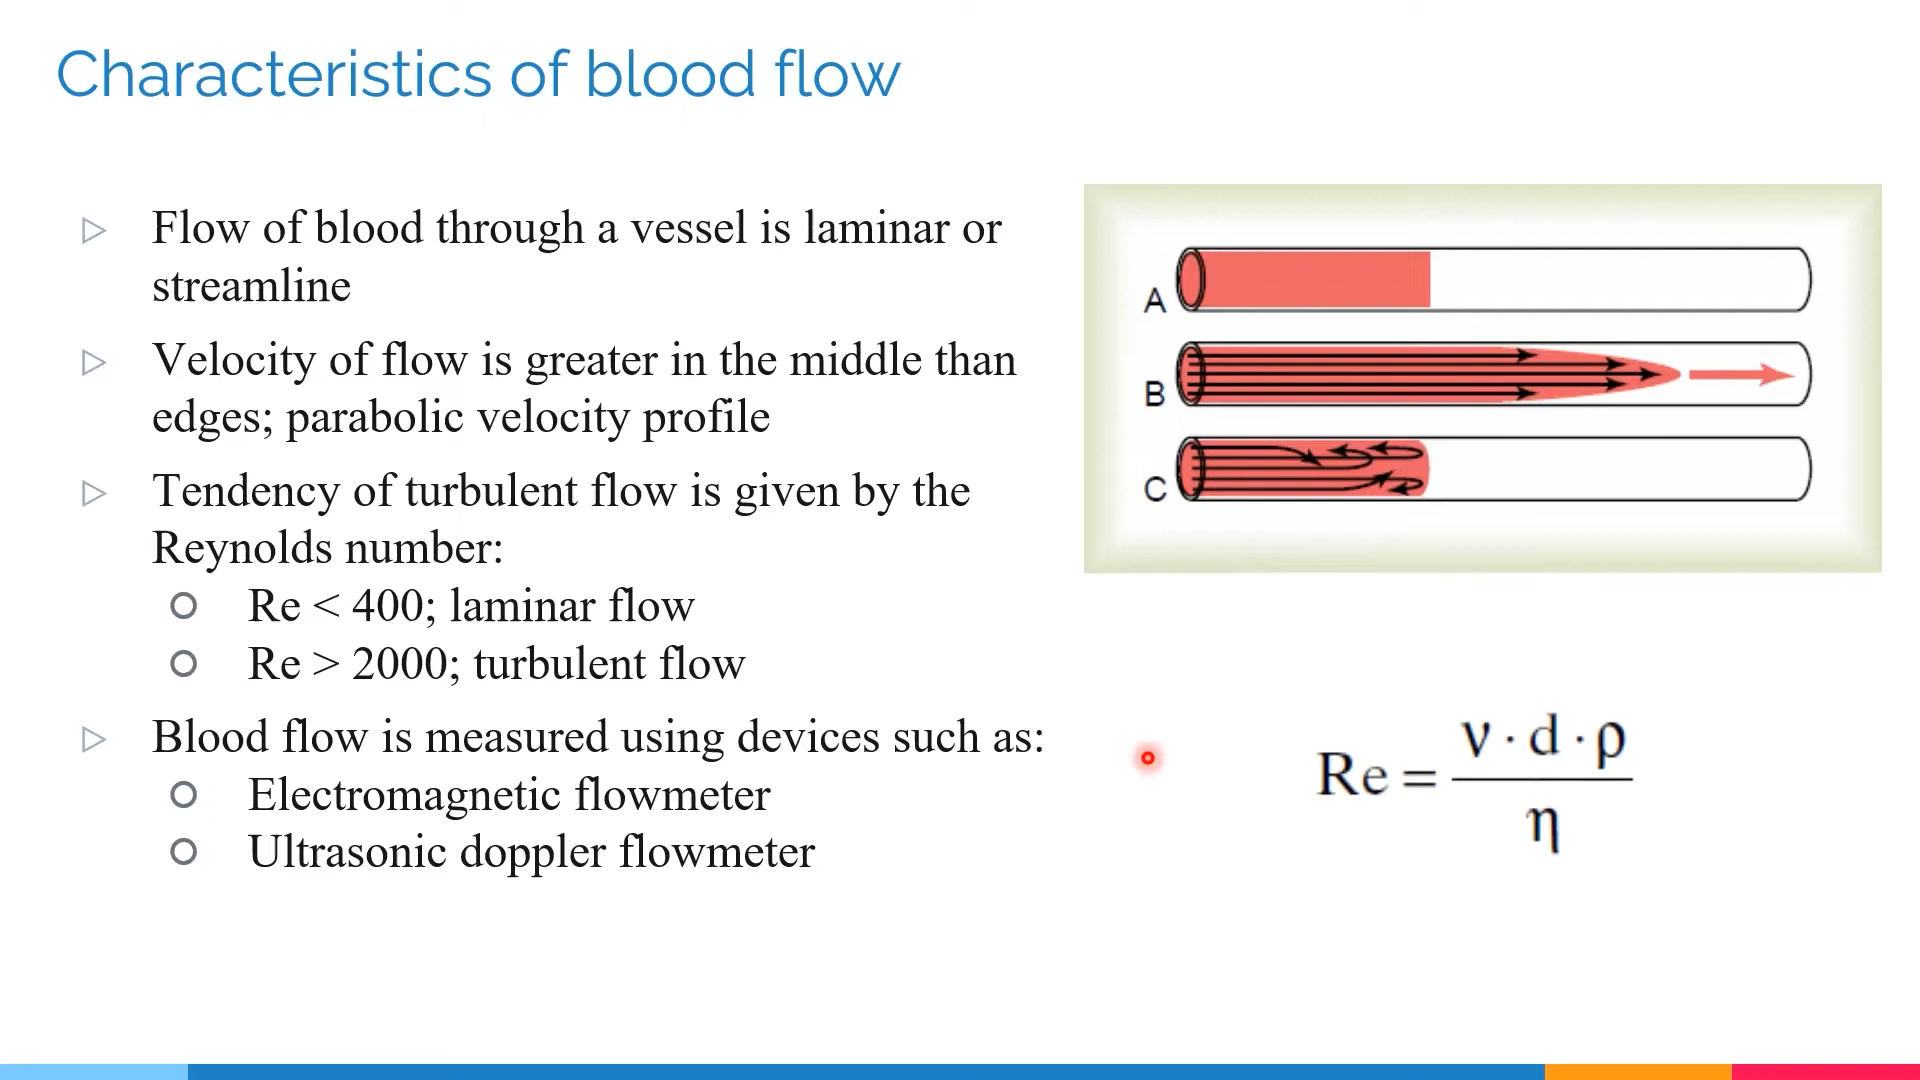 Characteristics of blood flow
Flow of blood through a vessel is laminar or
streamline
Velocity of flow is greater in the middle than
edges; parabolic velocity profile
Tendency of turbulent flow is given by the
Reynolds number:
Re < 400; laminar flow
Re > 2000; turbulent flow
Blood flow is measured using devices such as:
Electromagnetic flowmeter
Ultrasonic doppler flowmeter
A
B
C
Re = ν · d · ρ / η